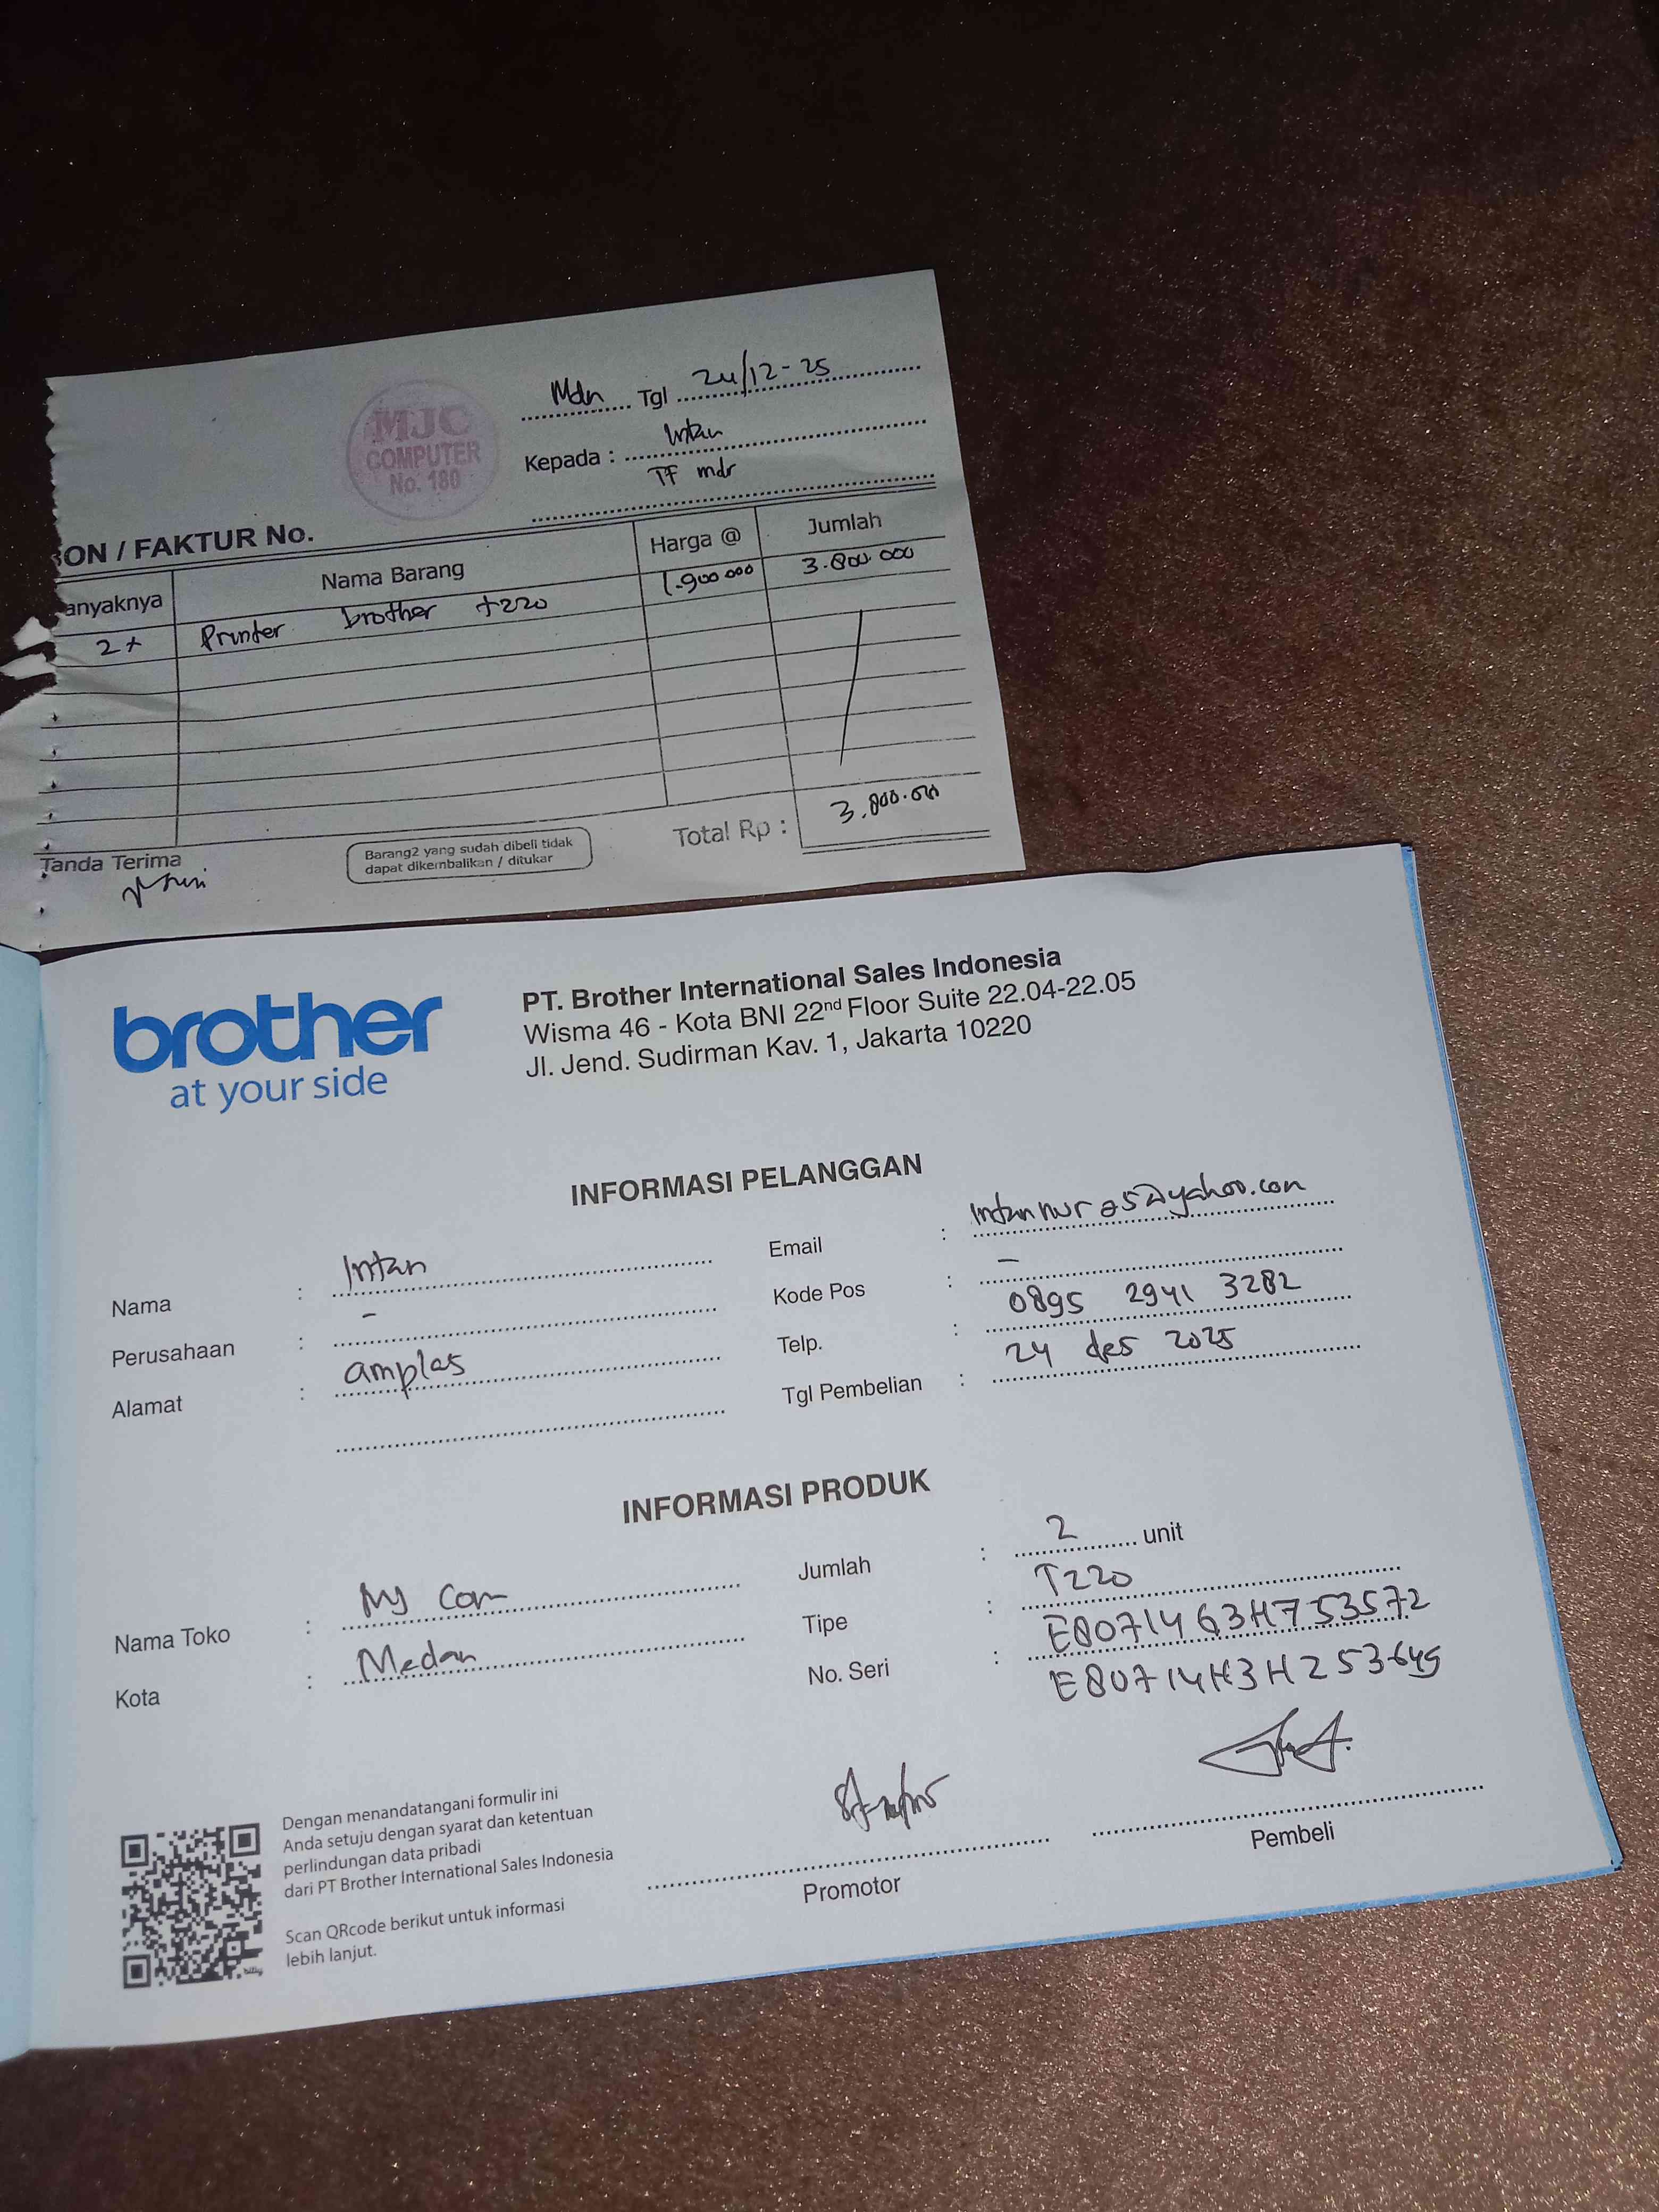 MJC
COMPUTER
No. 180
Mdn Tgl 24/12-25
Kepada : Intan
TF mdr
BON / FAKTUR No.
anyaknya Nama Barang Harga @ Jumlah
2+ Printer brother t220 1.900 000 3.800 000
Total Rp : 3.800.000
Tanda Terima
Barang2 yang sudah dibeli tidak
dapat dikembalikan / ditukar
brother
at your side
PT. Brother International Sales Indonesia
Wisma 46 - Kota BNI 22nd Floor Suite 22.04-22.05
Jl. Jend. Sudirman Kav. 1, Jakarta 10220
INFORMASI PELANGGAN
Nama : Intan
Perusahaan : -
Alamat : amplas
Email : intannur25@yahoo.com
Kode Pos : -
Telp. : 0895 2941 3282
Tgl Pembelian : 24 des 2025
INFORMASI PRODUK
Nama Toko : MJ Com
Kota : Medan
Jumlah : 2 unit
Tipe : T220
No. Seri : E80714G3H753572
E80714H3H253649
Dengan menandatangani formulir ini
Anda setuju dengan syarat dan ketentuan
perlindungan data pribadi
dari PT Brother International Sales Indonesia
Scan QRcode berikut untuk informasi
lebih lanjut.
Promotor
Pembeli